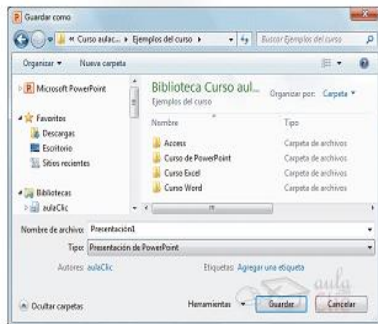 Guardar como
« Curso aulac... ▸ Ejemplos del curso ▸
Buscar Ejemplos del curso
Organizar ▾ Nueva carpeta
Microsoft PowerPoint
Favoritos
Descargas
Escritorio
Sitios recientes
Bibliotecas
aulaClic
Biblioteca Curso aul...
Ejemplos del curso
Organizar por: Carpeta ▾
Nombre Tipo
Access Carpeta de archivos
Curso de PowerPoint Carpeta de archivos
Curso Excel Carpeta de archivos
Curso Word Carpeta de archivos
Nombre de archivo: Presentación1
Tipo: Presentación de PowerPoint
Autores: aulaClic Etiquetas: Agregar una etiqueta
aula
Ocultar carpetas Herramientas ▾ Guardar Cancelar